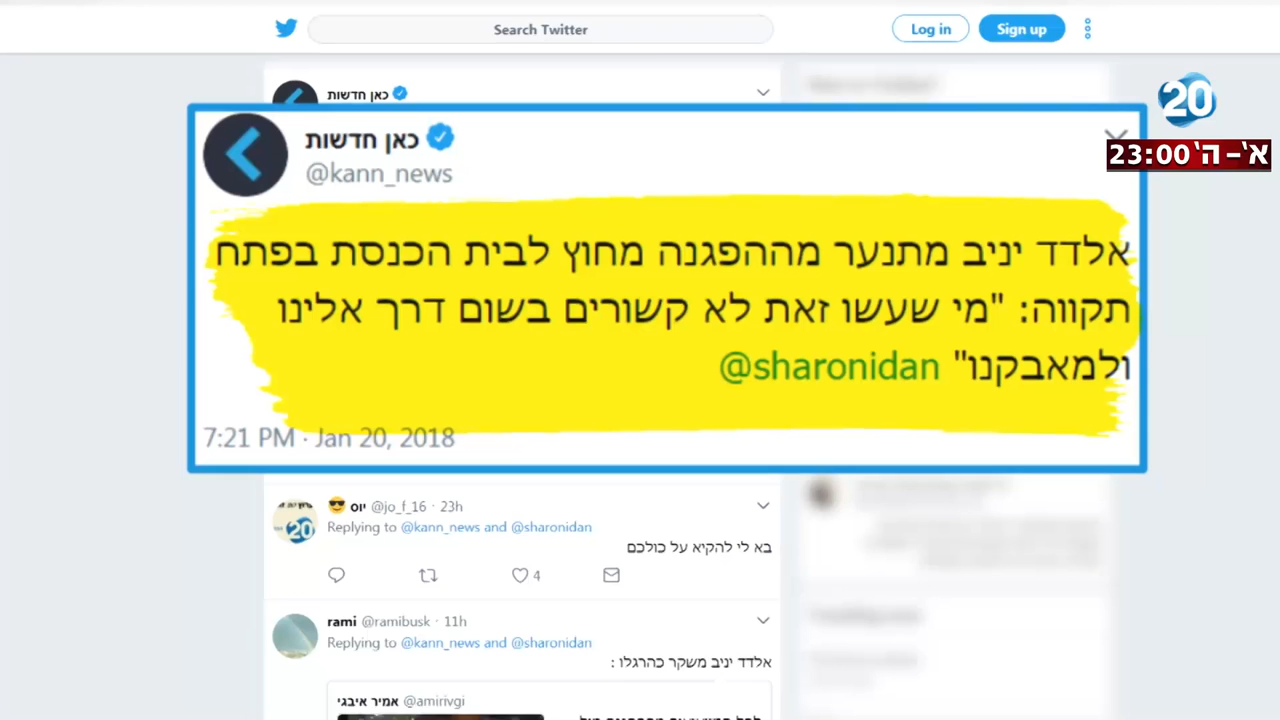 Search Twitter
Log in
Sign up
כאן חדשות
20
א'-ה' 23:00
כאן חדשות
@kann_news
אלדד יניב מתנער מההפגנה מחוץ לבית הכנסת בפתח
תקווה: "מי שעשו זאת לא קשורים בשום דרך אלינו
ולמאבקנו" @sharonidan
7:21 PM · Jan 20, 2018
יוס @jo_f_16 · 23h
Replying to @kann_news and @sharonidan
בא לי להקיא על כולכם
4
20
rami @ramibusk · 11h
Replying to @kann_news and @sharonidan
אלדד יניב משקר כהרגלו :
אמיר איבגי @amirivgi